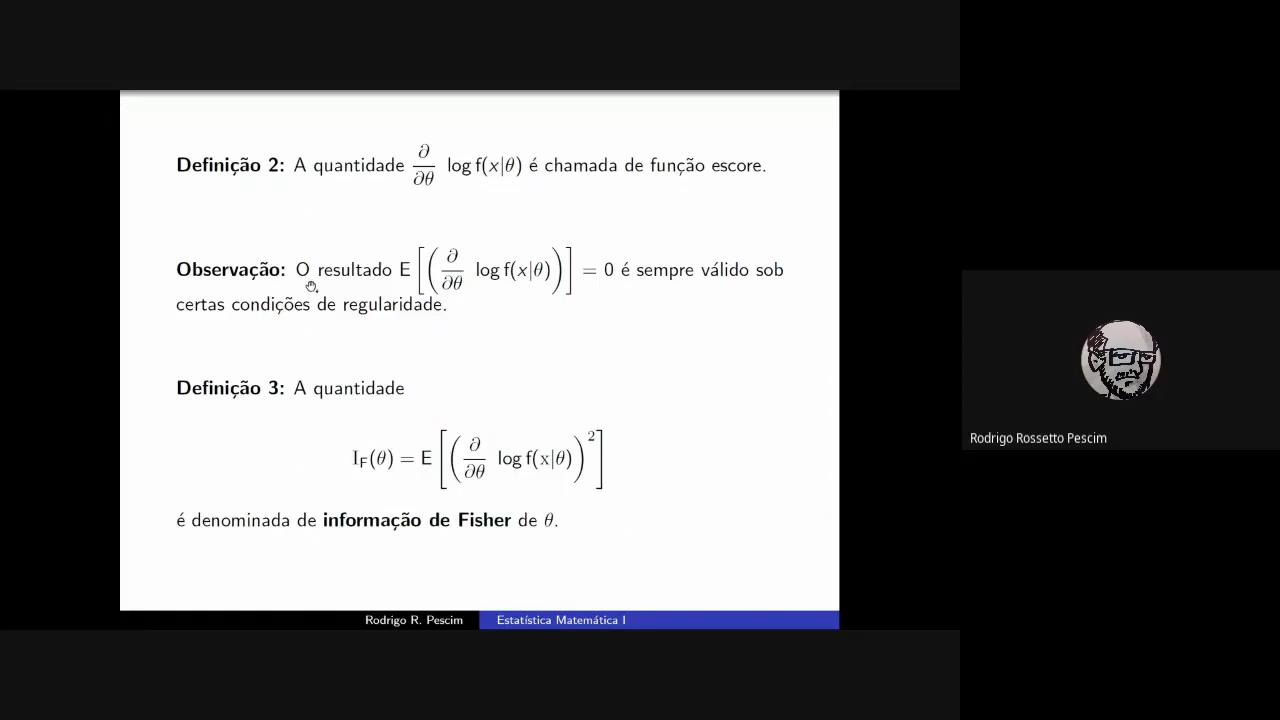 Definição 2: A quantidade ∂/∂θ log f(x|θ) é chamada de função escore.
Observação: O resultado E[(∂/∂θ log f(x|θ))] = 0 é sempre válido sob
certas condições de regularidade.
Definição 3: A quantidade
I_F(θ) = E[(∂/∂θ log f(x|θ))²]
é denominada de informação de Fisher de θ.
Rodrigo R. Pescim Estatística Matemática I
Rodrigo Rossetto Pescim